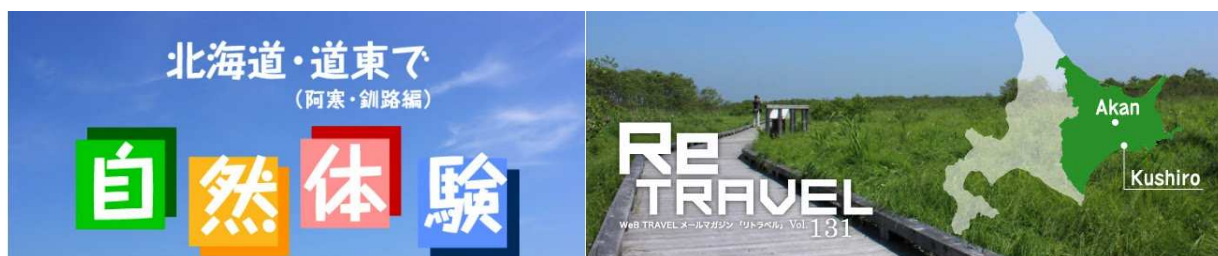 北海道・道東で
(阿寒・釧路編)
自然体験
Re
TRAVEL
WeB TRAVEL メールマガジン 「リトラベル」 Vol. 131
Akan
Kushiro